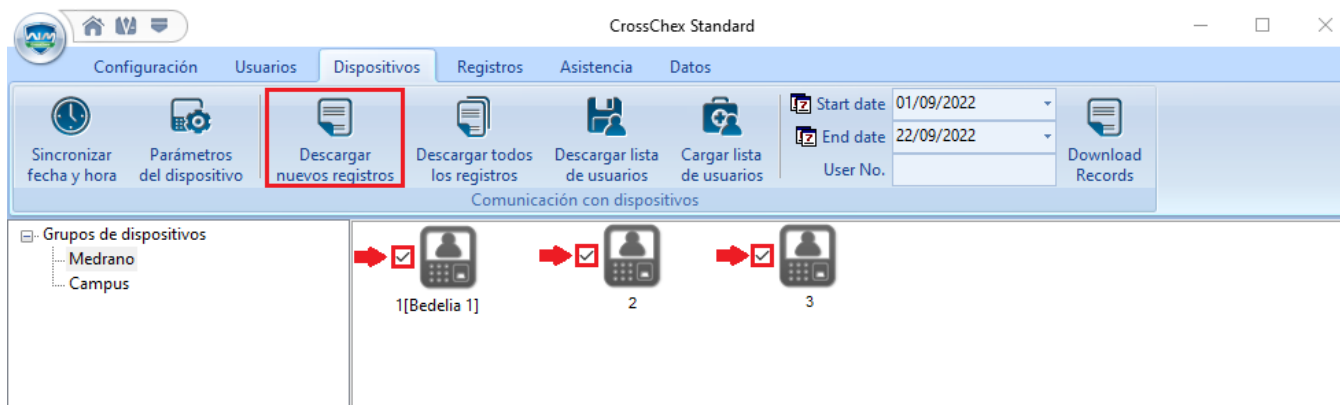 CrossChex Standard
Configuración Usuarios Dispositivos Registros Asistencia Datos
Sincronizar
fecha y hora
Parámetros
del dispositivo
Descargar
nuevos registros
Descargar todos
los registros
Descargar lista
de usuarios
Cargar lista
de usuarios
Start date 01/09/2022
End date 22/09/2022
User No.
Download
Records
Comunicación con dispositivos
Grupos de dispositivos
Medrano
Campus
1[Bedelia 1] 2 3